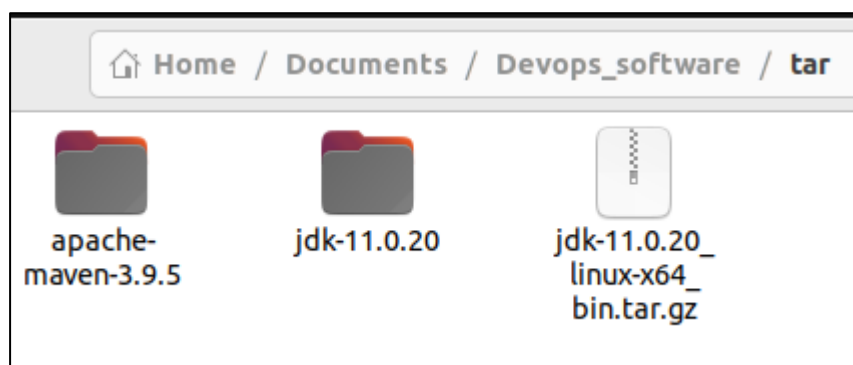 Home / Documents / Devops_software / tar
apache-
maven-3.9.5
jdk-11.0.20
jdk-11.0.20_
linux-x64_
bin.tar.gz